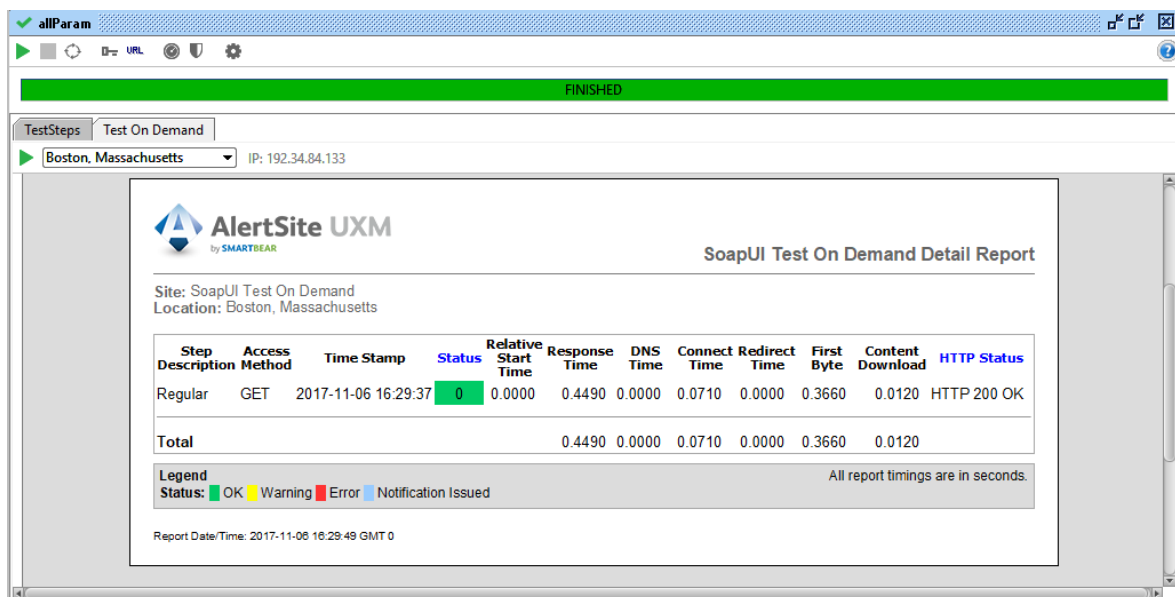 allParam
URL
FINISHED
TestSteps Test On Demand
Boston, Massachusetts IP: 192.34.84.133
AlertSite UXM
by SMARTBEAR
SoapUI Test On Demand Detail Report
Site: SoapUI Test On Demand
Location: Boston, Massachusetts
Step Description Access Method Time Stamp Status Relative Start Time Response Time DNS Time Connect Time Redirect Time First Byte Content Download HTTP Status
Regular GET 2017-11-06 16:29:37 0 0.0000 0.4490 0.0000 0.0710 0.0000 0.3660 0.0120 HTTP 200 OK
Total 0.4490 0.0000 0.0710 0.0000 0.3660 0.0120
Legend All report timings are in seconds.
Status: OK Warning Error Notification Issued
Report Date/Time: 2017-11-06 16:29:49 GMT 0